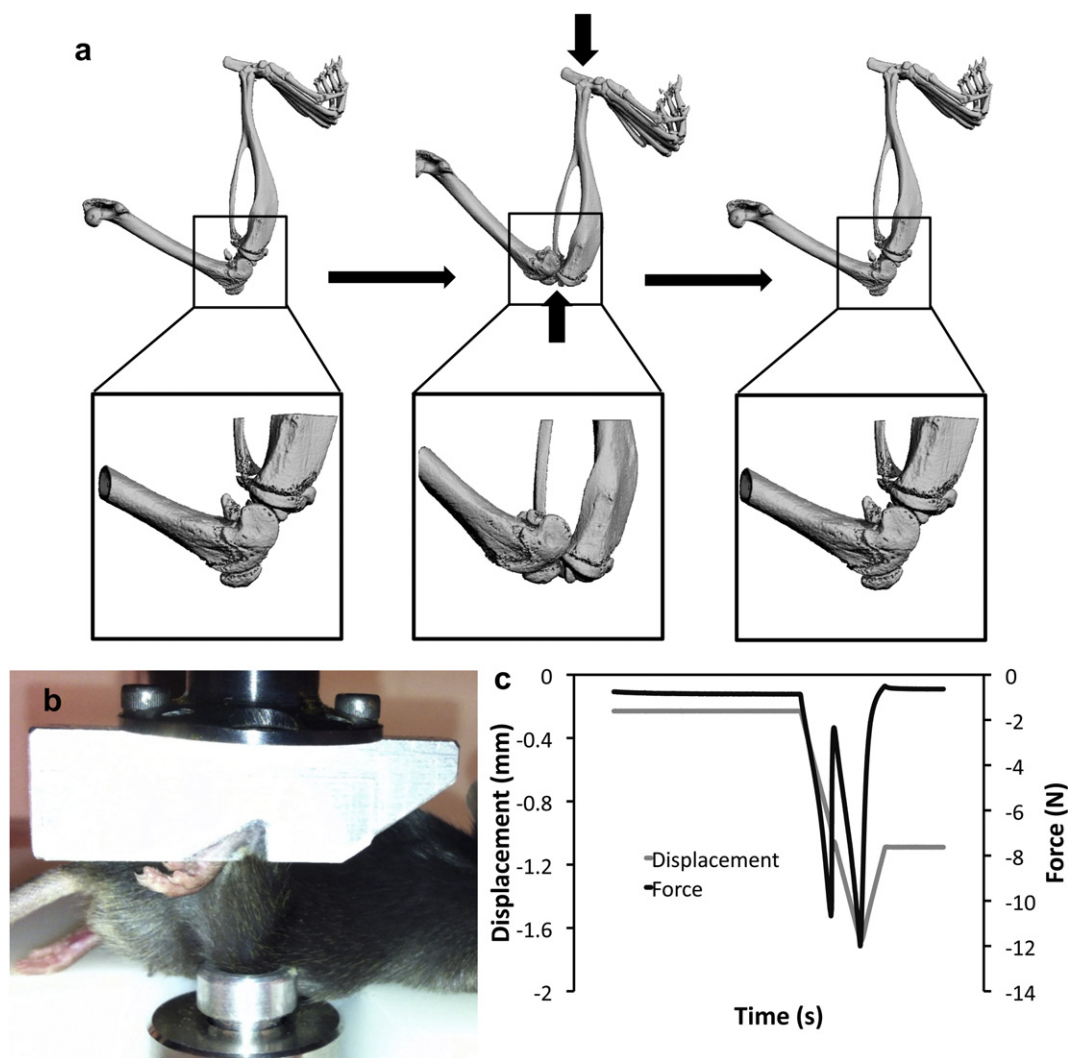 a
b
c
0
-0.4
-0.8
-1.2
-1.6
-2
Displacement (mm)
Displacement
Force
0
-2
-4
-6
-8
-10
-12
-14
Force (N)
Time (s)